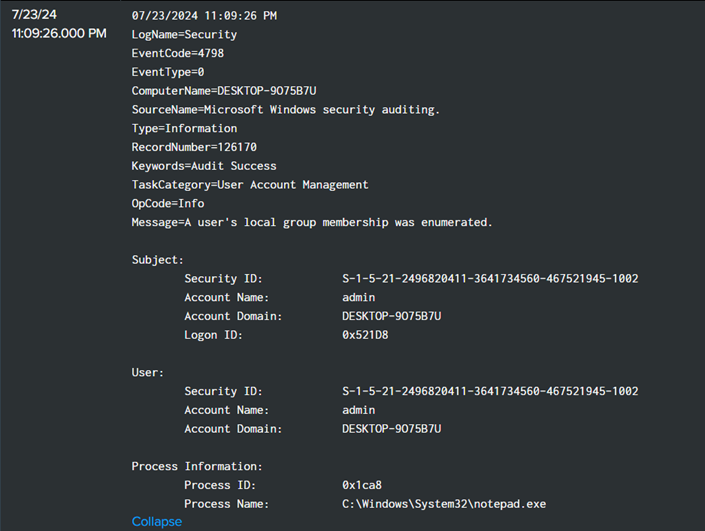 7/23/24
11:09:26.000 PM
07/23/2024 11:09:26 PM
LogName=Security
EventCode=4798
EventType=0
ComputerName=DESKTOP-9O75B7U
SourceName=Microsoft Windows security auditing.
Type=Information
RecordNumber=126170
Keywords=Audit Success
TaskCategory=User Account Management
OpCode=Info
Message=A user's local group membership was enumerated.
Subject:
Security ID: S-1-5-21-2496820411-3641734560-467521945-1002
Account Name: admin
Account Domain: DESKTOP-9O75B7U
Logon ID: 0x521D8
User:
Security ID: S-1-5-21-2496820411-3641734560-467521945-1002
Account Name: admin
Account Domain: DESKTOP-9O75B7U
Process Information:
Process ID: 0x1ca8
Process Name: C:\Windows\System32\notepad.exe
Collapse